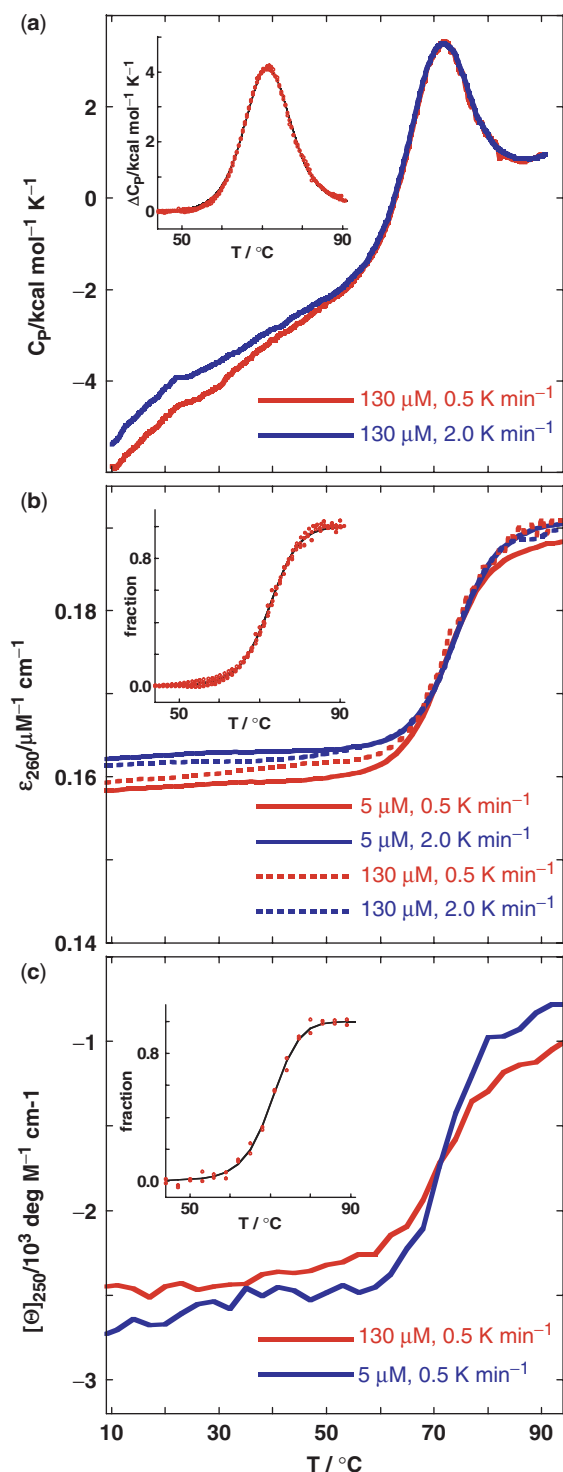 (a)
ΔCP/kcal mol−1 K−1
4
2
0
50
90
T / °C
CP/kcal mol−1 K−1
2
0
−2
−4
130 μM, 0.5 K min−1
130 μM, 2.0 K min−1
(b)
fraction
0.8
0.0
50
90
T / °C
ε260/μM−1 cm−1
0.18
0.16
0.14
5 μM, 0.5 K min−1
5 μM, 2.0 K min−1
130 μM, 0.5 K min−1
130 μM, 2.0 K min−1
(c)
fraction
0.8
0.0
50
90
T / °C
[Θ]250/10³ deg M−1 cm-1
−1
−2
−3
130 μM, 0.5 K min−1
5 μM, 0.5 K min−1
10
30
50
70
90
T / °C